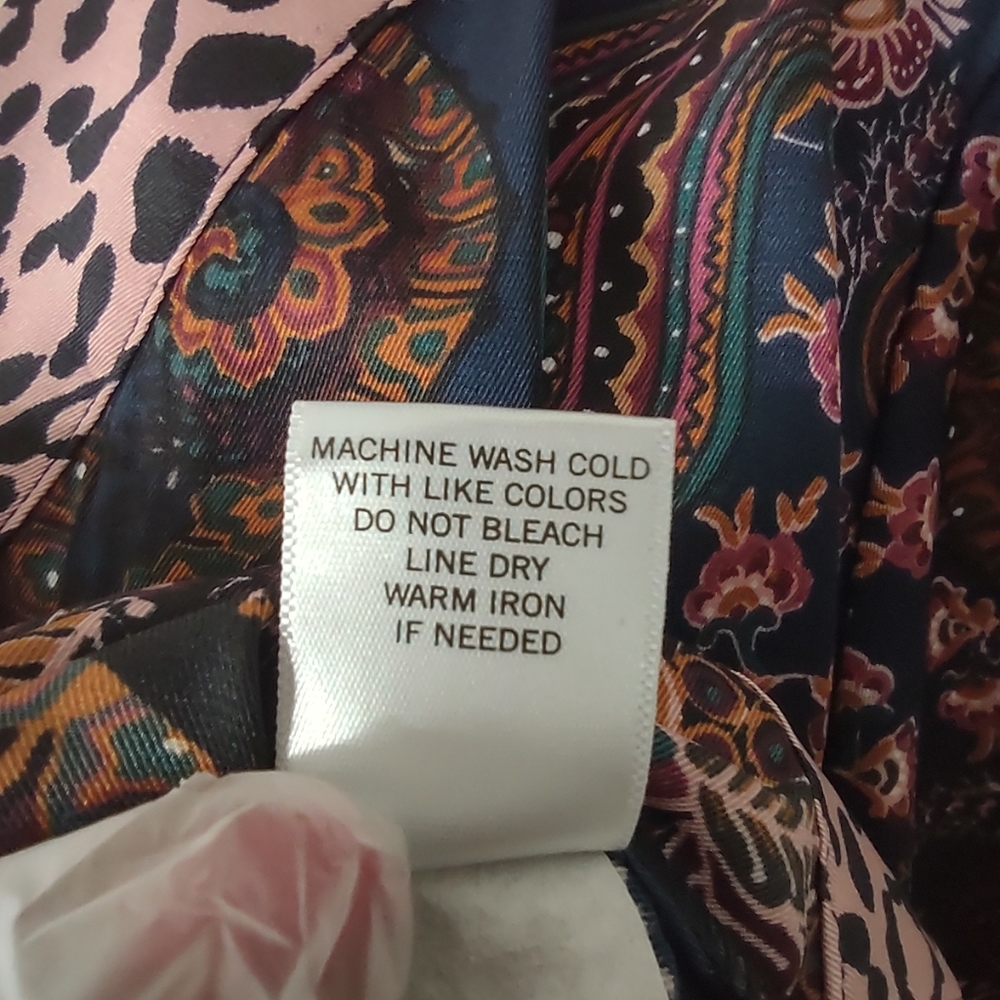 MACHINE WASH COLD
WITH LIKE COLORS
DO NOT BLEACH
LINE DRY
WARM IRON
IF NEEDED